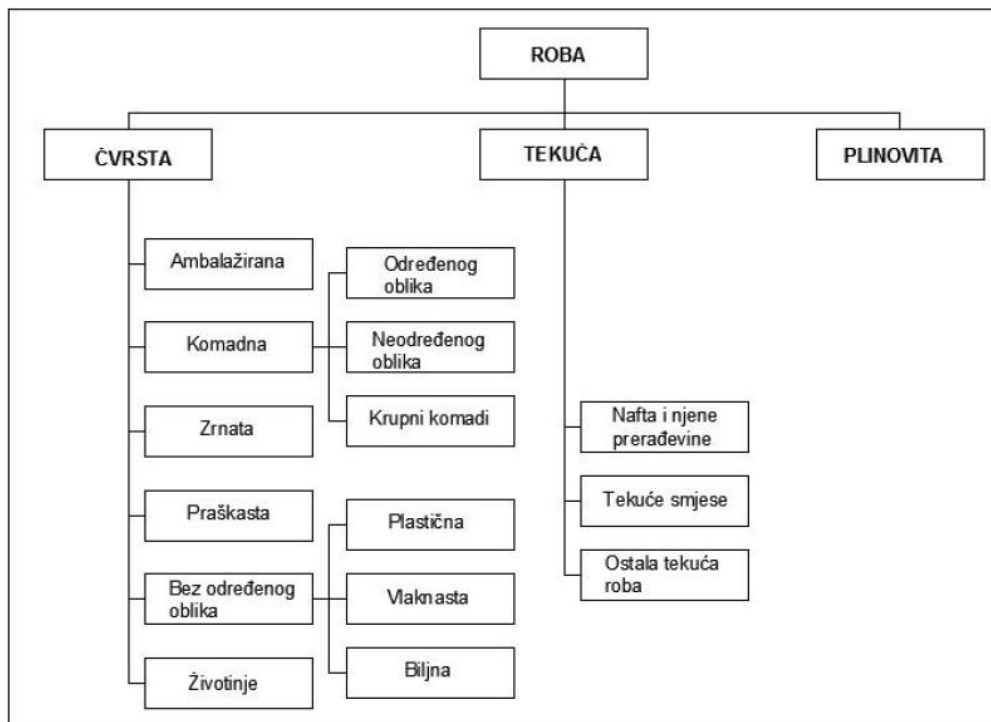 ROBA
ČVRSTA
TEKUĆA
PLINOVITA
Ambalažirana
Komadna
Zrnata
Praškasta
Bez određenog
oblika
Životinje
Određenog
oblika
Neodređenog
oblika
Krupni komadi
Plastična
Vlaknasta
Biljna
Nafta i njene
prerađevine
Tekuće smjese
Ostala tekuća
roba